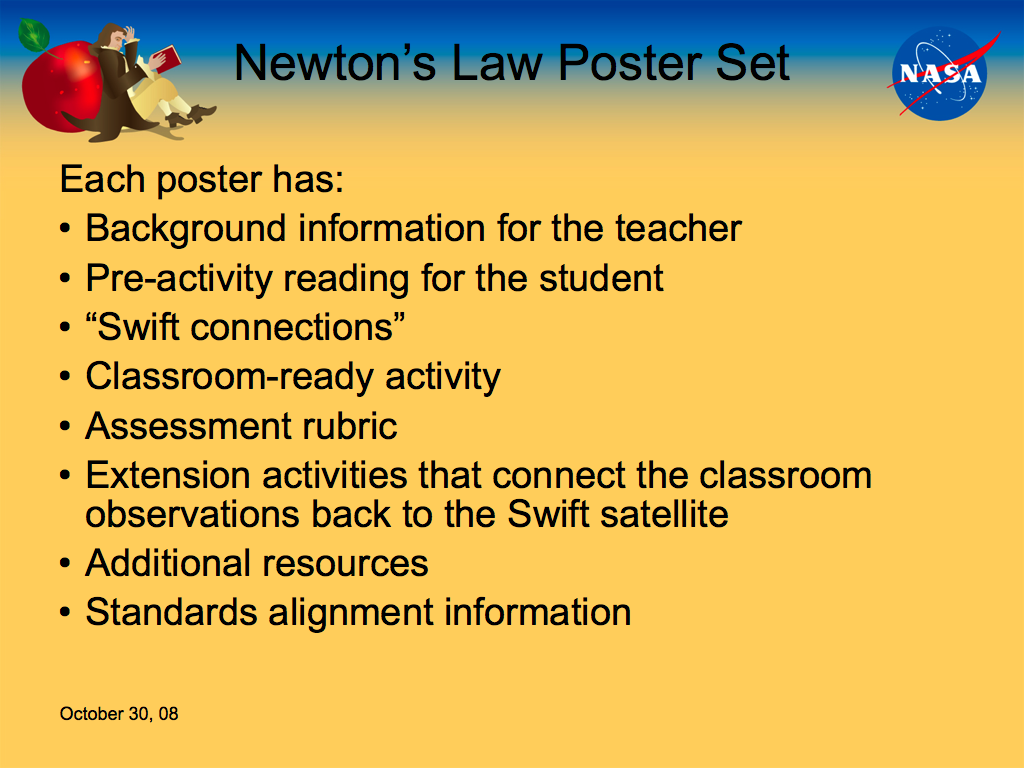 Newton’s Law Poster Set
NASA
Each poster has:
• Background information for the teacher
• Pre-activity reading for the student
• “Swift connections”
• Classroom-ready activity
• Assessment rubric
• Extension activities that connect the classroom
observations back to the Swift satellite
• Additional resources
• Standards alignment information
October 30, 08